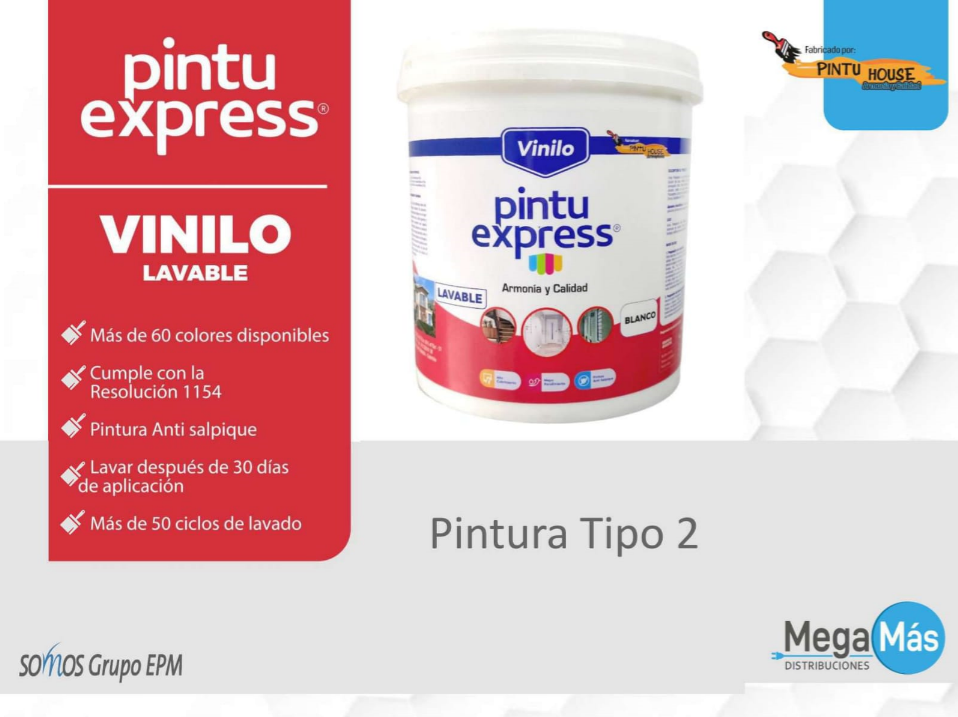 pintu
express®
VINILO
LAVABLE
Más de 60 colores disponibles
Cumple con la
Resolución 1154
Pintura Anti salpique
Lavar después de 30 días
de aplicación
Más de 50 ciclos de lavado
Fabricado por:
PINTU HOUSE
Vinilo
PINTU HOUSE
pintu
express®
Armonia y Calidad
LAVABLE
BLANCO
Pintura Tipo 2
SOMOS Grupo EPM
Mega Más
DISTRIBUCIONES